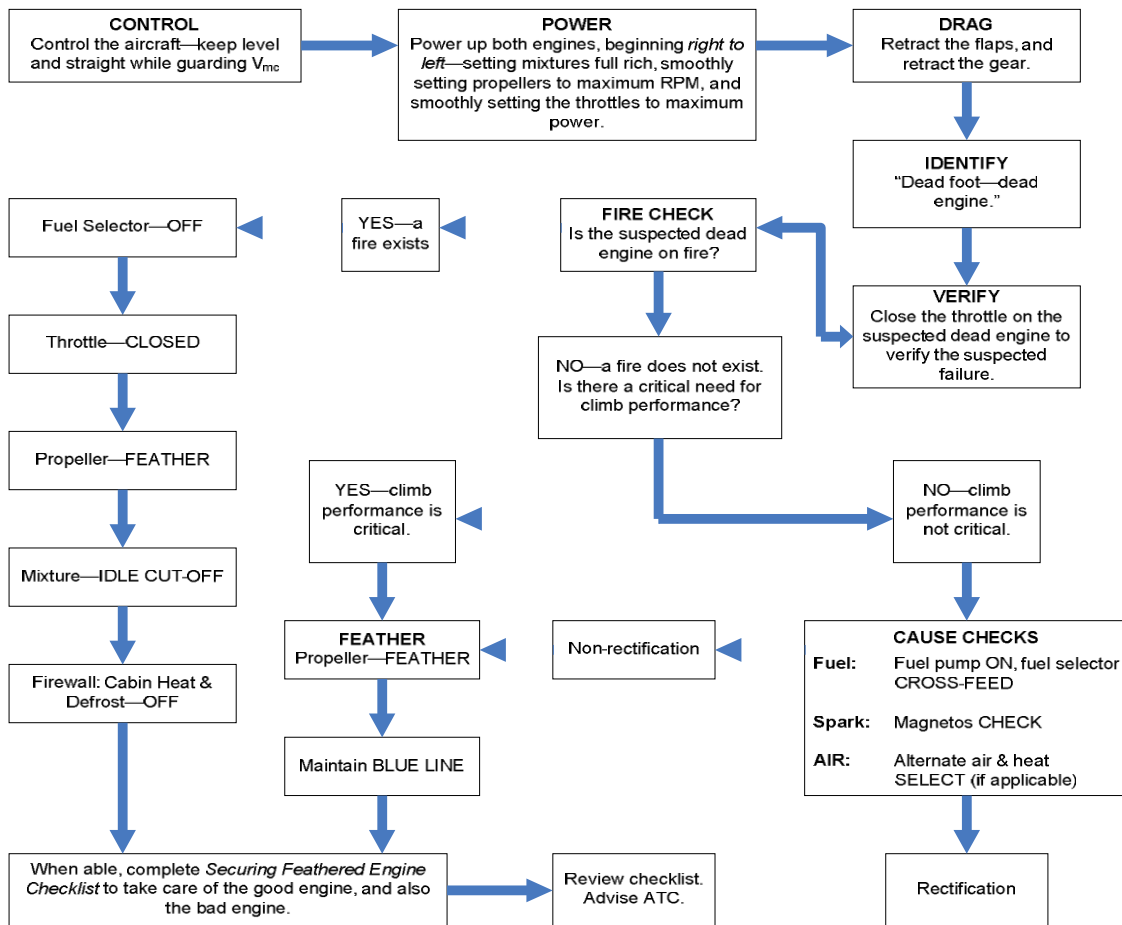 CONTROL
Control the aircraft—keep level
and straight while guarding Vmc
POWER
Power up both engines, beginning right to
left—setting mixtures full rich, smoothly
setting propellers to maximum RPM, and
smoothly setting the throttles to maximum
power.
DRAG
Retract the flaps, and
retract the gear.
IDENTIFY
“Dead foot—dead
engine.”
Fuel Selector—OFF
YES—a
fire exists
FIRE CHECK
Is the suspected dead
engine on fire?
VERIFY
Close the throttle on the
suspected dead engine to
verify the suspected
failure.
Throttle—CLOSED
NO—a fire does not exist.
Is there a critical need for
climb performance?
Propeller—FEATHER
YES—climb
performance is
critical.
NO—climb
performance is
not critical.
Mixture—IDLE CUT-OFF
FEATHER
Propeller—FEATHER
Non-rectification
CAUSE CHECKS
Fuel: Fuel pump ON, fuel selector
CROSS-FEED
Spark: Magnetos CHECK
AIR: Alternate air & heat
SELECT (if applicable)
Firewall: Cabin Heat &
Defrost—OFF
Maintain BLUE LINE
When able, complete Securing Feathered Engine
Checklist to take care of the good engine, and also
the bad engine.
Review checklist.
Advise ATC.
Rectification